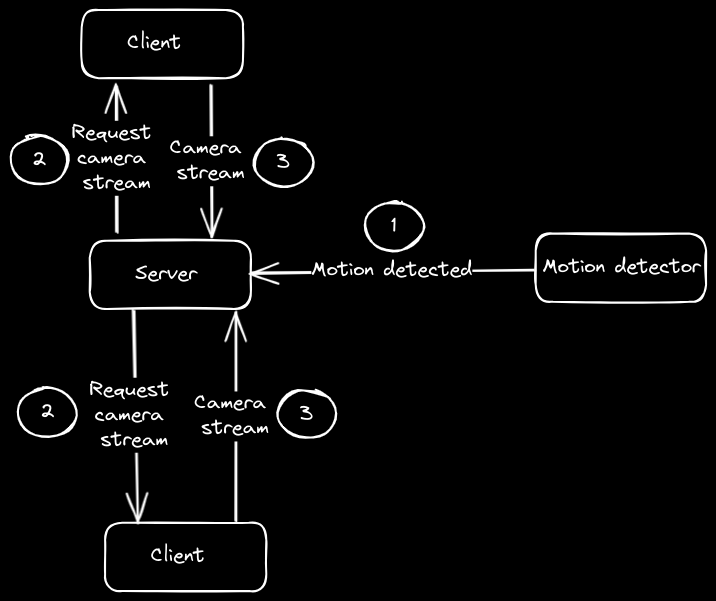 Client
2
Request
camera
stream
Camera
stream
3
1
Server
Motion detected
Motion detector
2
Request
camera
stream
Camera
stream
3
Client